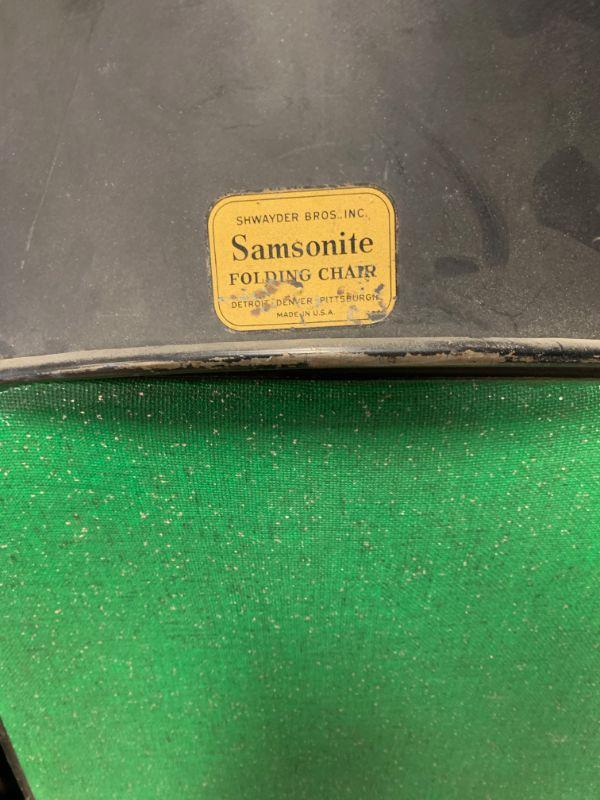 SHWAYDER BROS., INC.
Samsonite
FOLDING CHAIR
DETROIT · DENVER · PITTSBURGH
MADE IN U.S.A.